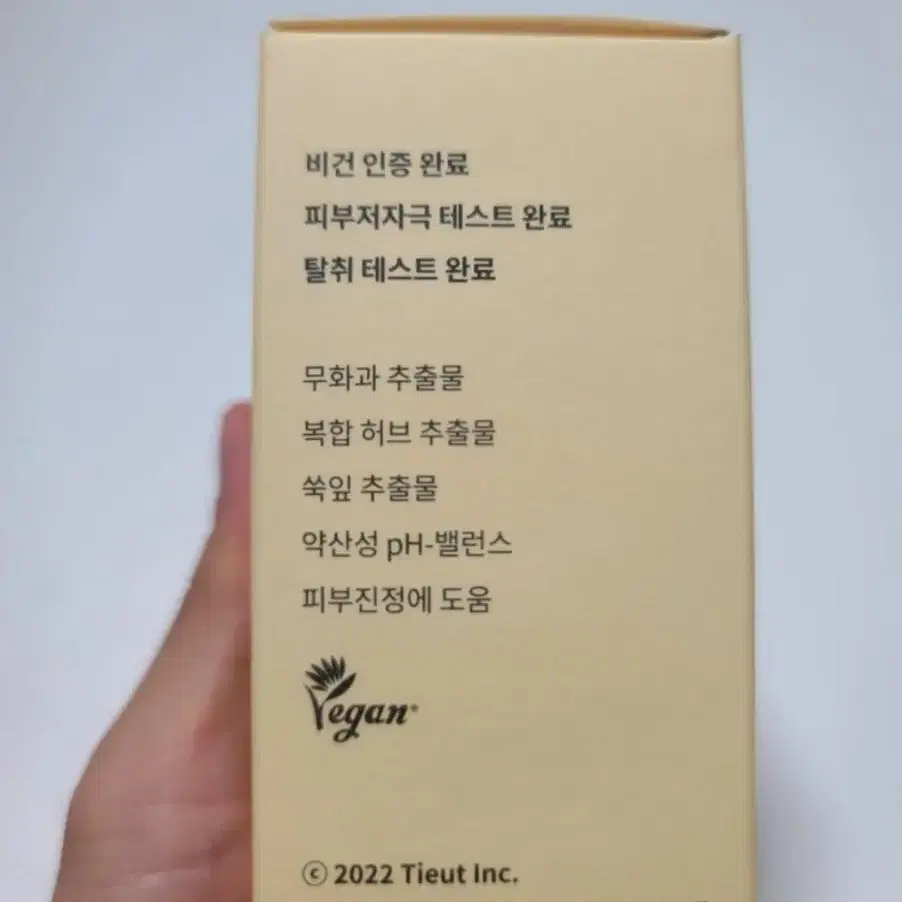 비건 인증 완료
피부저자극 테스트 완료
탈취 테스트 완료
무화과 추출물
복합 허브 추출물
쑥잎 추출물
약산성 pH-밸런스
피부진정에 도움
Vegan
ⓒ 2022 Tieut Inc.